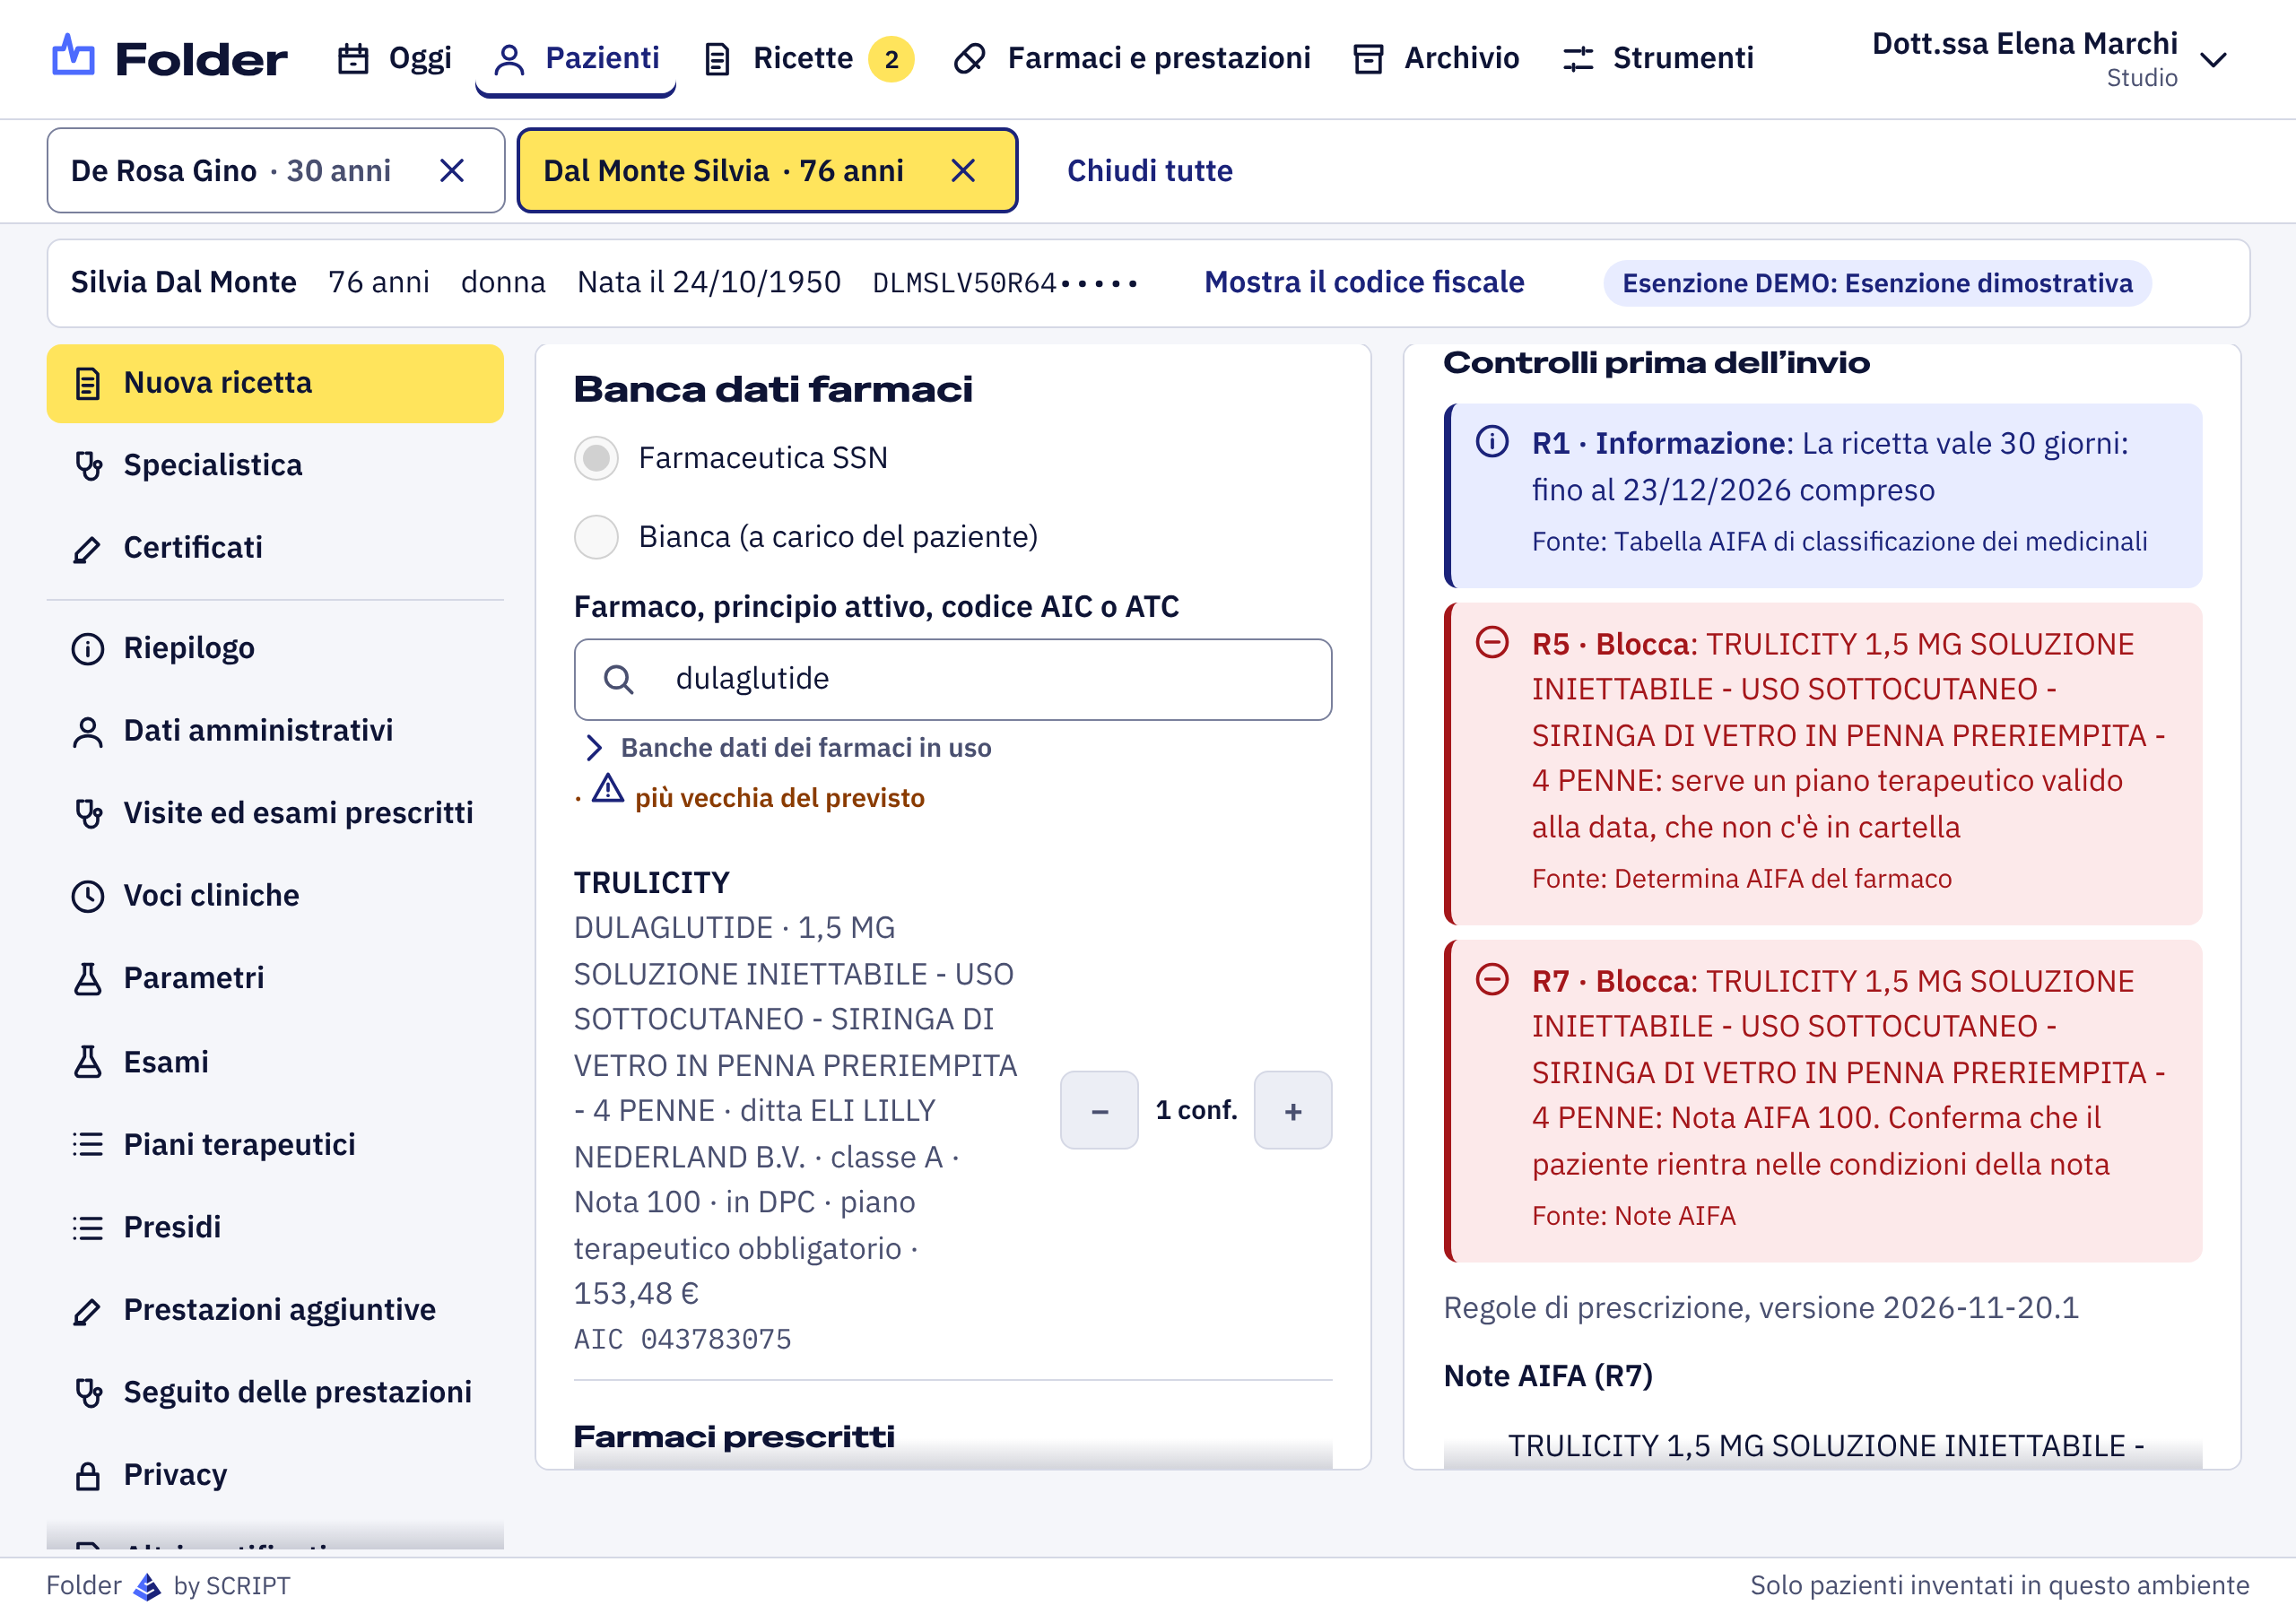 Folder
Oggi
Pazienti
Ricette 2
Farmaci e prestazioni
Archivio
Strumenti
Dott.ssa Elena Marchi
Studio
De Rosa Gino · 30 anni
Dal Monte Silvia · 76 anni
Chiudi tutte
Silvia Dal Monte 76 anni donna Nata il 24/10/1950 DLMSLV50R64•••••
Mostra il codice fiscale
Esenzione DEMO: Esenzione dimostrativa
Nuova ricetta
Specialistica
Certificati
Riepilogo
Dati amministrativi
Visite ed esami prescritti
Voci cliniche
Parametri
Esami
Piani terapeutici
Presidi
Prestazioni aggiuntive
Seguito delle prestazioni
Privacy
Banca dati farmaci
Farmaceutica SSN
Bianca (a carico del paziente)
Farmaco, principio attivo, codice AIC o ATC
dulaglutide
Banche dati dei farmaci in uso
· più vecchia del previsto
TRULICITY
DULAGLUTIDE · 1,5 MG
SOLUZIONE INIETTABILE - USO
SOTTOCUTANEO - SIRINGA DI
VETRO IN PENNA PRERIEMPITA
- 4 PENNE · ditta ELI LILLY
NEDERLAND B.V. · classe A ·
Nota 100 · in DPC · piano
terapeutico obbligatorio ·
153,48 €
AIC 043783075
− 1 conf. +
Farmaci prescritti
Controlli prima dell’invio
R1 · Informazione: La ricetta vale 30 giorni:
fino al 23/12/2026 compreso
Fonte: Tabella AIFA di classificazione dei medicinali
R5 · Blocca: TRULICITY 1,5 MG SOLUZIONE
INIETTABILE - USO SOTTOCUTANEO -
SIRINGA DI VETRO IN PENNA PRERIEMPITA -
4 PENNE: serve un piano terapeutico valido
alla data, che non c'è in cartella
Fonte: Determina AIFA del farmaco
R7 · Blocca: TRULICITY 1,5 MG SOLUZIONE
INIETTABILE - USO SOTTOCUTANEO -
SIRINGA DI VETRO IN PENNA PRERIEMPITA -
4 PENNE: Nota AIFA 100. Conferma che il
paziente rientra nelle condizioni della nota
Fonte: Note AIFA
Regole di prescrizione, versione 2026-11-20.1
Note AIFA (R7)
TRULICITY 1,5 MG SOLUZIONE INIETTABILE -
Folder by SCRIPT
Solo pazienti inventati in questo ambiente